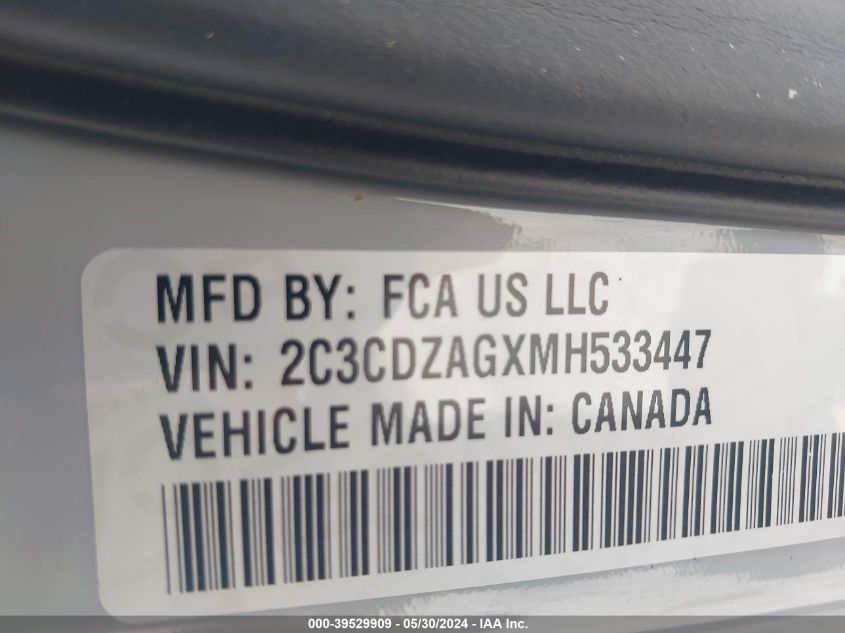 MFD BY: FCA US LLC
VIN: 2C3CDZAGXMH533447
VEHICLE MADE IN: CANADA
000-39529909 - 05/30/2024 - IAA Inc.